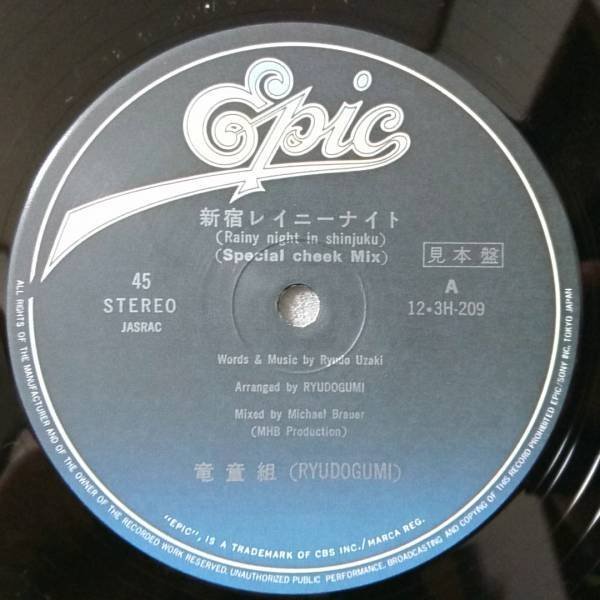 Epic
新宿レイニーナイト
(Rainy night in shinjuku)
(Special cheek Mix)
見本盤
45
STEREO
JASRAC
A
12・3H-209
Words & Music by Ryudo Uzaki
Arranged by RYUDOGUMI
Mixed by Michael Brauer
(MHB Production)
竜童組 (RYUDOGUMI)
"EPIC", IS A TRADEMARK OF CBS INC./MARCA REG.
ALL RIGHTS OF THE MANUFACTURER AND OF THE OWNER OF THE RECORDED WORK RESERVED. UNAUTHORIZED PUBLIC PERFORMANCE, BROADCASTING AND COPYING OF THIS RECORD PROHIBITED EPIC/SONY INC. TOKYO JAPAN